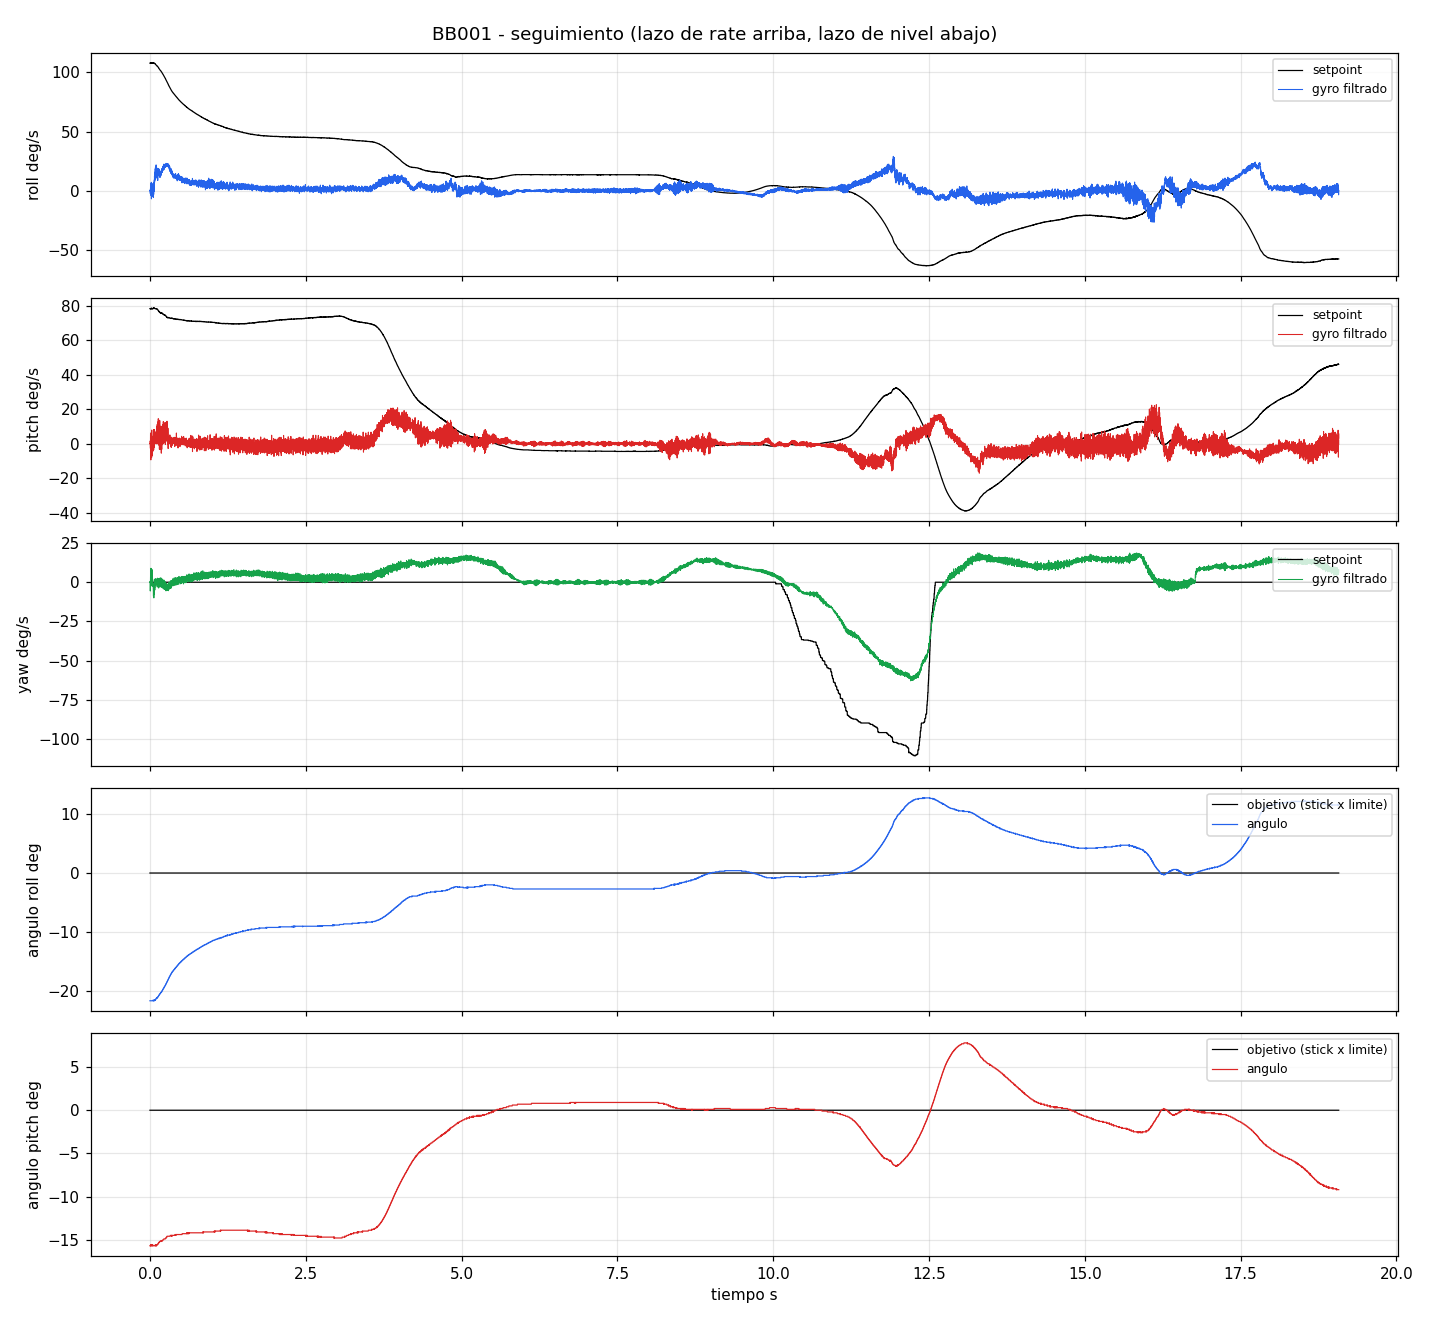 BB001 - seguimiento (lazo de rate arriba, lazo de nivel abajo)
roll deg/s
100
50
0
−50
setpoint
gyro filtrado
pitch deg/s
80
60
40
20
0
−20
−40
setpoint
gyro filtrado
yaw deg/s
25
0
−25
−50
−75
−100
setpoint
gyro filtrado
angulo roll deg
10
0
−10
−20
objetivo (stick x limite)
angulo
angulo pitch deg
5
0
−5
−10
−15
objetivo (stick x limite)
angulo
0.0 2.5 5.0 7.5 10.0 12.5 15.0 17.5 20.0
tiempo s